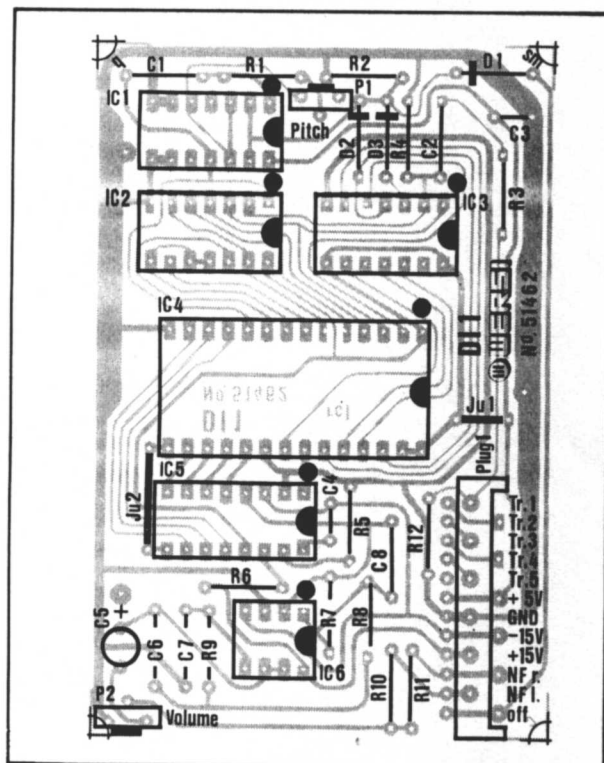 C1
R1
R2
D1
IC1
P1
Pitch
D2
D3
R4
C2
C3
R3
IC2
IC3
IC4
DI1
WERSI
No. 51462
No. 51462
DI1
rcl
Ju1
Plug1
IC5
Ju2
C4
R5
C8
R12
Tr.1
Tr.2
Tr.3
Tr.4
Tr.5
+ 5V
GND
-15V
+15V
NF r.
NF l.
off
R6
R7
R8
IC6
C5
+
C6
C7
R9
R10
R11
P2
Volume